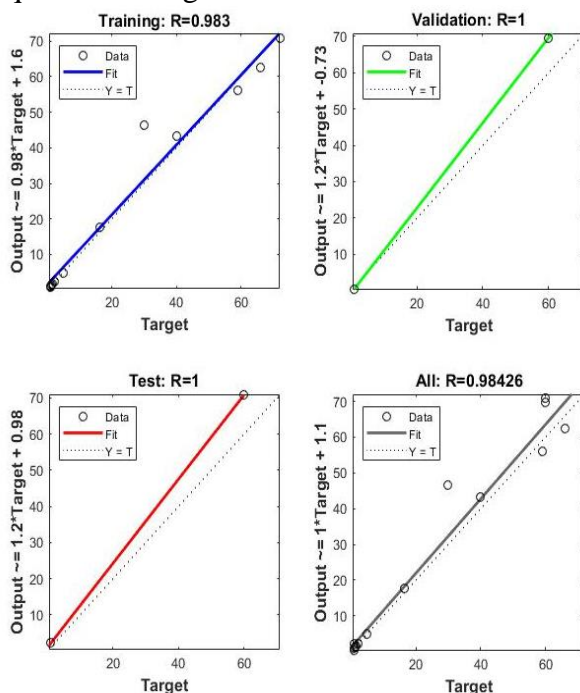 Training: R=0.983
Data
Fit
Y = T
Output ~= 0.98*Target + 1.6
70
60
50
40
30
20
10
20
40
60
Target
Validation: R=1
Data
Fit
Y = T
Output ~= 1.2*Target + -0.73
70
60
50
40
30
20
10
20
40
60
Target
Test: R=1
Data
Fit
Y = T
Output ~= 1.2*Target + 0.98
70
60
50
40
30
20
10
20
40
60
Target
All: R=0.98426
Data
Fit
Y = T
Output ~= 1*Target + 1.1
70
60
50
40
30
20
10
20
40
60
Target